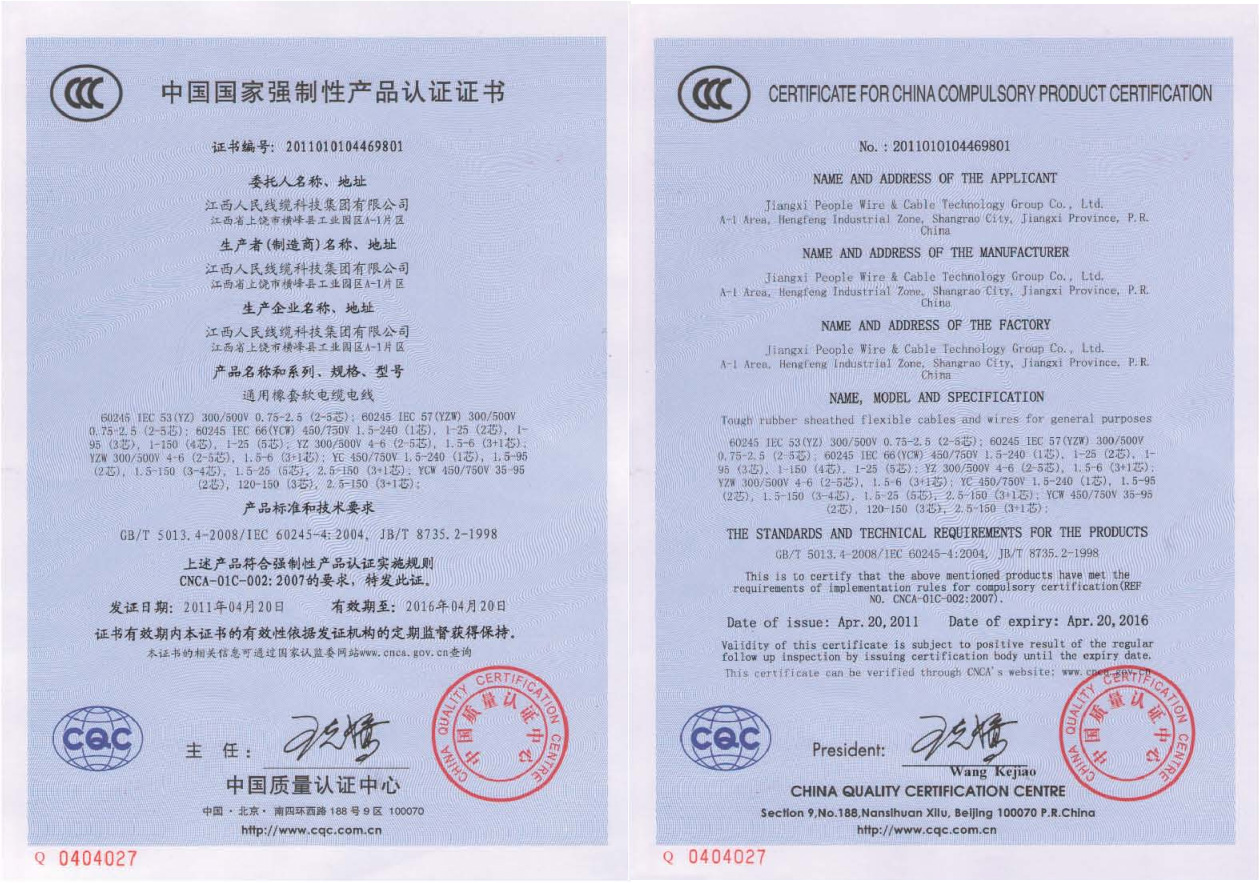 中国国家强制性产品认证证书
证书编号: 2011010104469801
委托人名称、地址
江西人民线缆科技集团有限公司
江西省上饶市横峰县工业园区A-1片区
生产者(制造商)名称、地址
江西人民线缆科技集团有限公司
江西省上饶市横峰县工业园区A-1片区
生产企业名称、地址
江西人民线缆科技集团有限公司
江西省上饶市横峰县工业园区A-1片区
产品名称和系列、规格、型号
通用橡套软电缆电线
60245 IEC 53(YZ) 300/500V 0.75-2.5 (2-5芯); 60245 IEC 57(YZW) 300/500V
0.75-2.5 (2-5芯); 60245 IEC 66(YCW) 450/750V 1.5-240 (1芯), 1-25 (2芯), 1-
95 (3芯), 1-150 (4芯), 1-25 (5芯); YZ 300/500V 4-6 (2-5芯), 1.5-6 (3+1芯);
YZW 300/500V 4-6 (2-5芯), 1.5-6 (3+1芯); YC 450/750V 1.5-240 (1芯), 1.5-95
(2芯), 1.5-150 (3-4芯), 1.5-25 (5芯), 2.5-150 (3+1芯); YCW 450/750V 35-95
(2芯), 120-150 (3芯), 2.5-150 (3+1芯);
产品标准和技术要求
GB/T 5013.4-2008/IEC 60245-4:2004, JB/T 8735.2-1998
上述产品符合强制性产品认证实施规则
CNCA-01C-002:2007的要求，特发此证。
发证日期: 2011年04月20日 有效期至: 2016年04月20日
证书有效期内本证书的有效性依据发证机构的定期监督获得保持。
本证书的相关信息可通过国家认监委网站www.cnca.gov.cn查询
CQC
主 任:
CHINA QUALITY CERTIFICATION CENTRE
中国质量认证中心
中国质量认证中心
中国·北京·南四环西路188号9区 100070
http://www.cqc.com.cn
Q 0404027
CERTIFICATE FOR CHINA COMPULSORY PRODUCT CERTIFICATION
No.: 2011010104469801
NAME AND ADDRESS OF THE APPLICANT
Jiangxi People Wire & Cable Technology Group Co., Ltd.
A-1 Area, Hengfeng Industrial Zone, Shangrao City, Jiangxi Province, P.R.
China
NAME AND ADDRESS OF THE MANUFACTURER
Jiangxi People Wire & Cable Technology Group Co., Ltd.
A-1 Area, Hengfeng Industrial Zone, Shangrao City, Jiangxi Province, P.R.
China
NAME AND ADDRESS OF THE FACTORY
Jiangxi People Wire & Cable Technology Group Co., Ltd.
A-1 Area, Hengfeng Industrial Zone, Shangrao City, Jiangxi Province, P.R.
China
NAME, MODEL AND SPECIFICATION
Tough rubber sheathed flexible cables and wires for general purposes
60245 IEC 53(YZ) 300/500V 0.75-2.5 (2-5芯); 60245 IEC 57(YZW) 300/500V
0.75-2.5 (2-5芯); 60245 IEC 66(YCW) 450/750V 1.5-240 (1芯), 1-25 (2芯), 1-
95 (3芯), 1-150 (4芯), 1-25 (5芯); YZ 300/500V 4-6 (2-5芯), 1.5-6 (3+1芯);
YZW 300/500V 4-6 (2-5芯), 1.5-6 (3+1芯); YC 450/750V 1.5-240 (1芯), 1.5-95
(2芯), 1.5-150 (3-4芯), 1.5-25 (5芯), 2.5-150 (3+1芯); YCW 450/750V 35-95
(2芯), 120-150 (3芯), 2.5-150 (3+1芯);
THE STANDARDS AND TECHNICAL REQUIREMENTS FOR THE PRODUCTS
GB/T 5013.4-2008/IEC 60245-4:2004, JB/T 8735.2-1998
This is to certify that the above mentioned products have met the
requirements of implementation rules for compulsory certification(REF
NO. CNCA-01C-002:2007).
Date of issue: Apr.20,2011 Date of expiry: Apr.20,2016
Validity of this certificate is subject to positive result of the regular
follow up inspection by issuing certification body until the expiry date.
This certificate can be verified through CNCA's website: www.cnca.gov.cn
CQC
President:
Wang Kejiao
CHINA QUALITY CERTIFICATION CENTRE
中国质量认证中心
CHINA QUALITY CERTIFICATION CENTRE
Section 9,No.188,Nansihuan Xilu, Beijing 100070 P.R.China
http://www.cqc.com.cn
Q 0404027